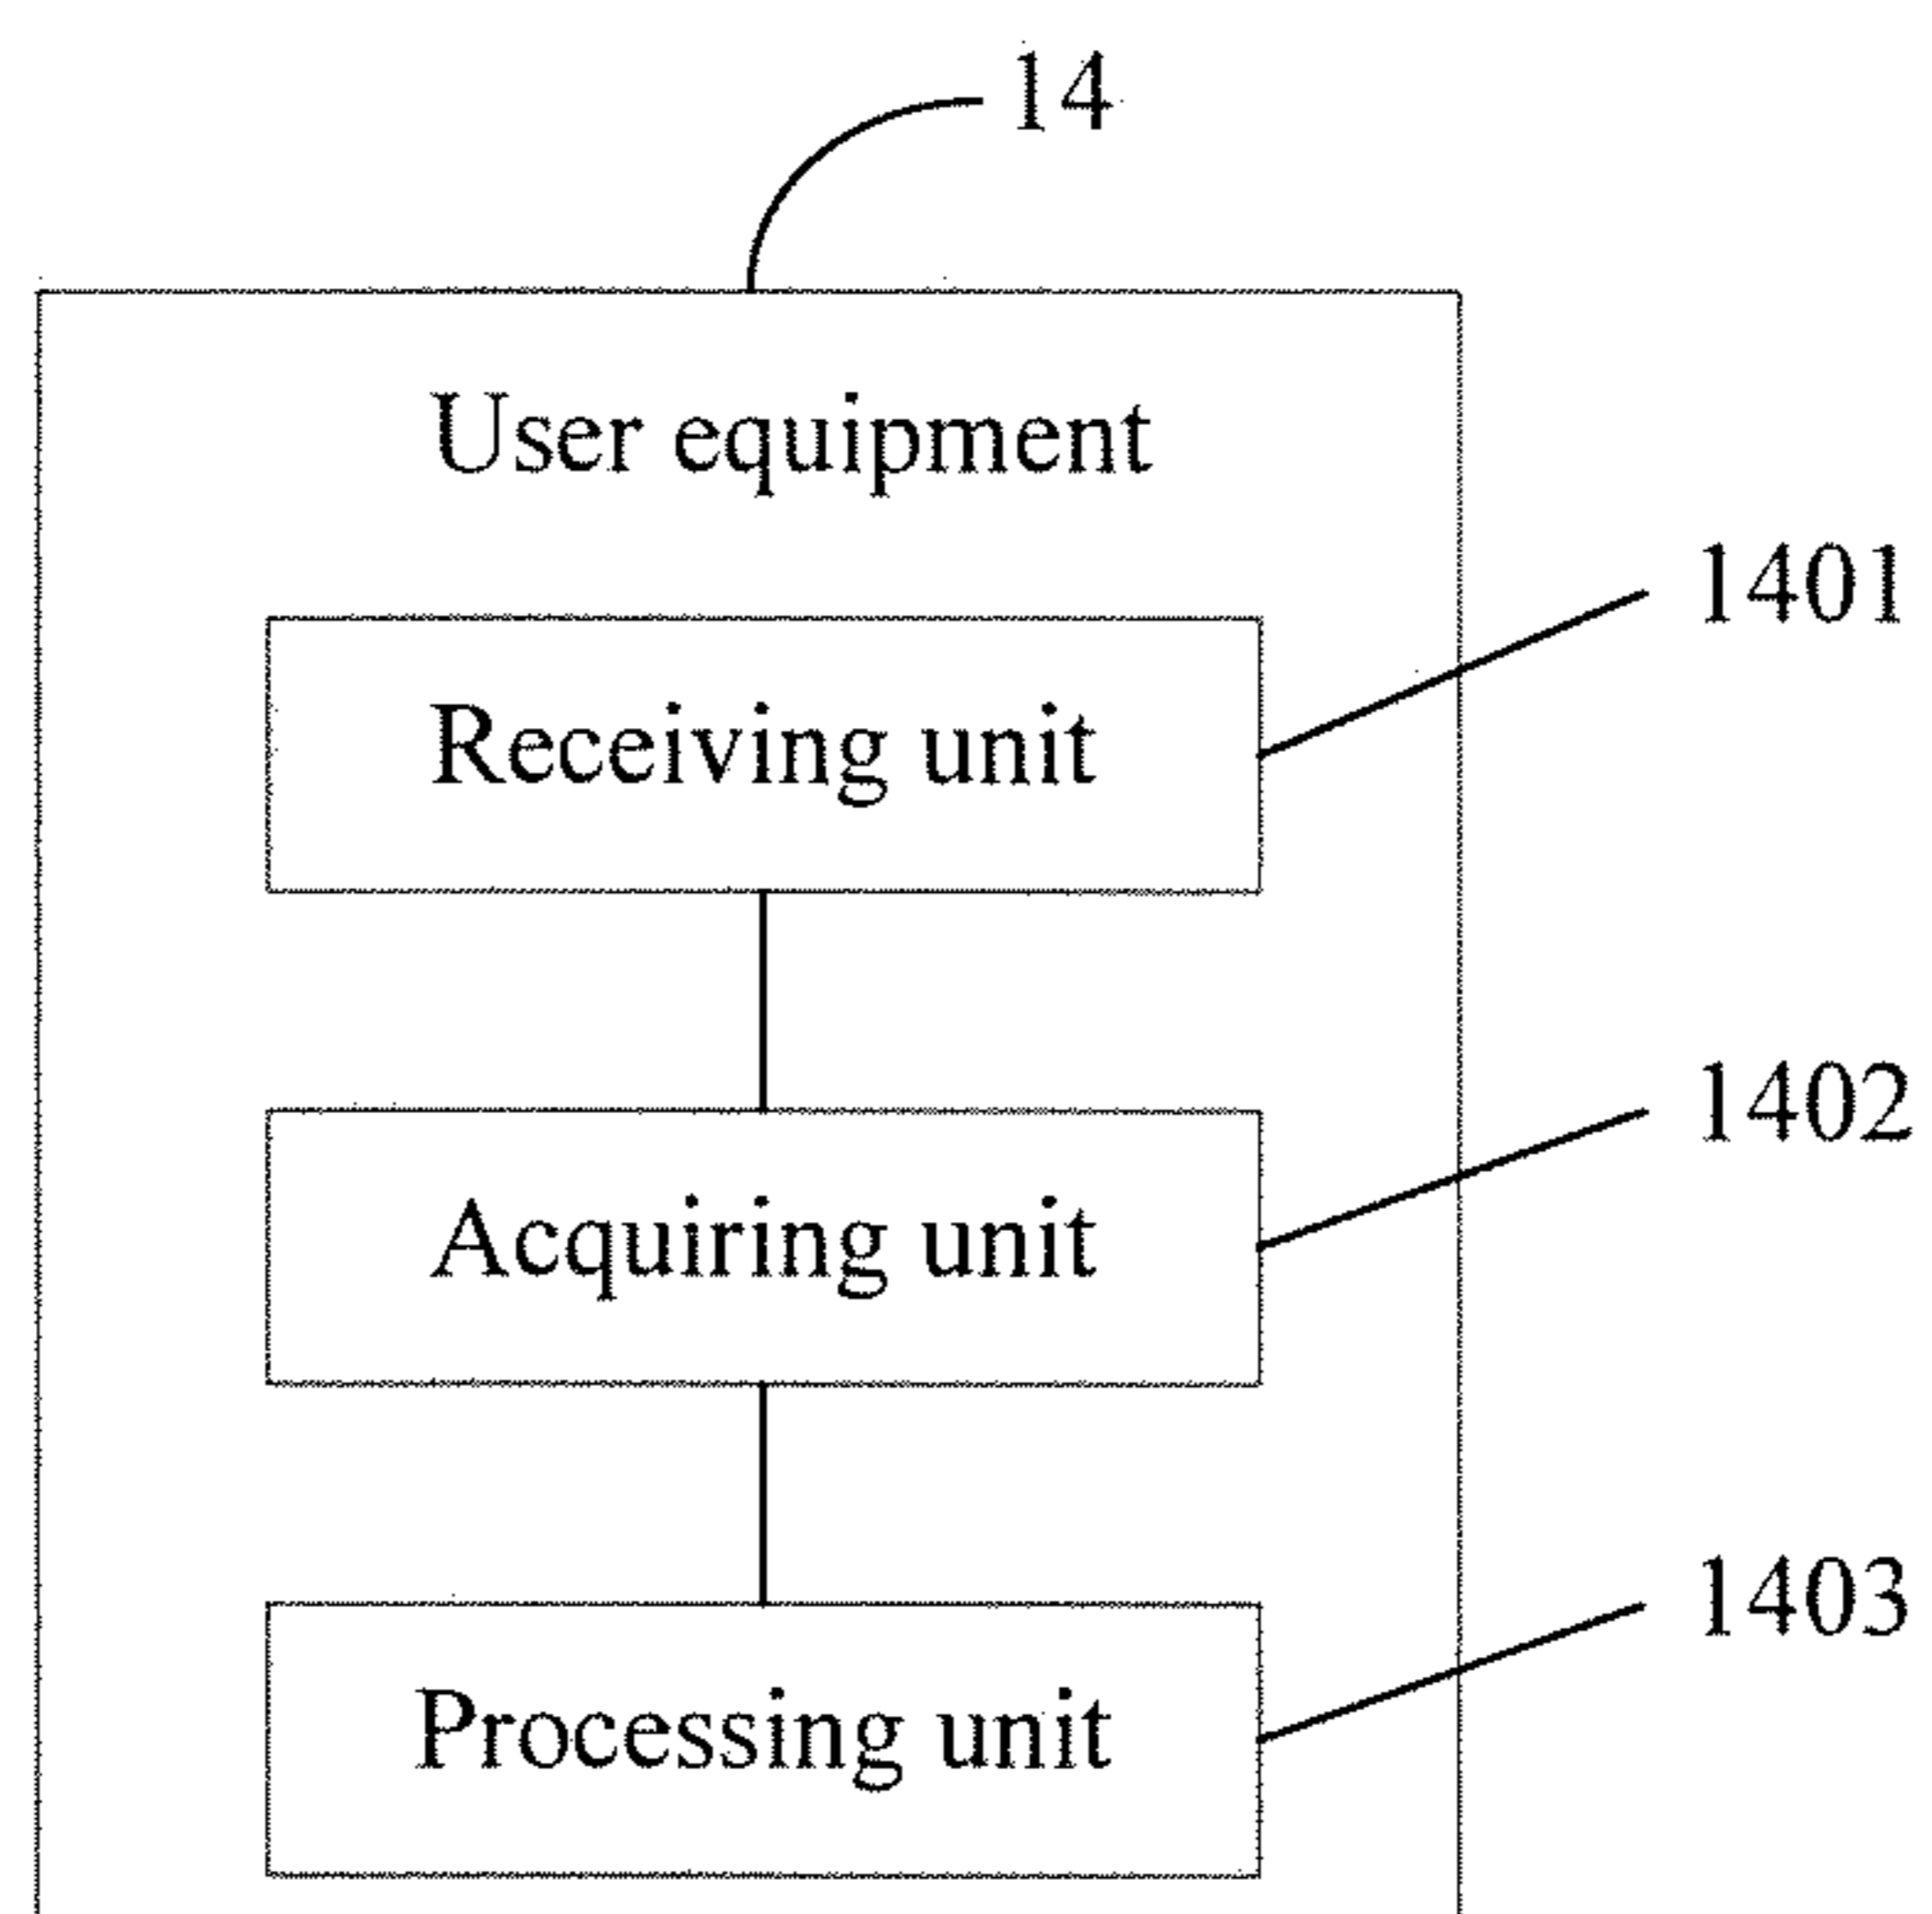 14
User equipment
1401
Receiving unit
1402
Acquiring unit
1403
Processing unit